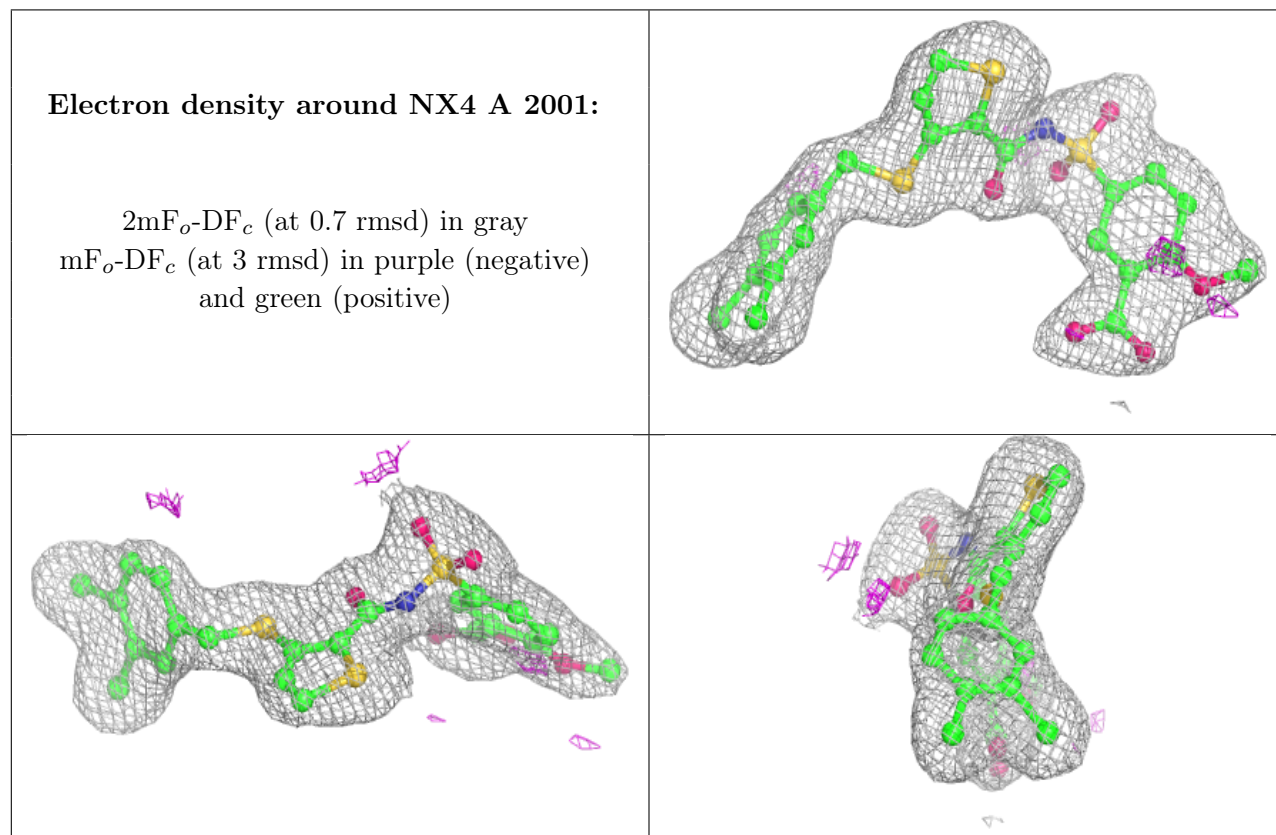 Electron density around NX4 A 2001:
2mFo-DFc (at 0.7 rmsd) in gray
mFo-DFc (at 3 rmsd) in purple (negative)
and green (positive)